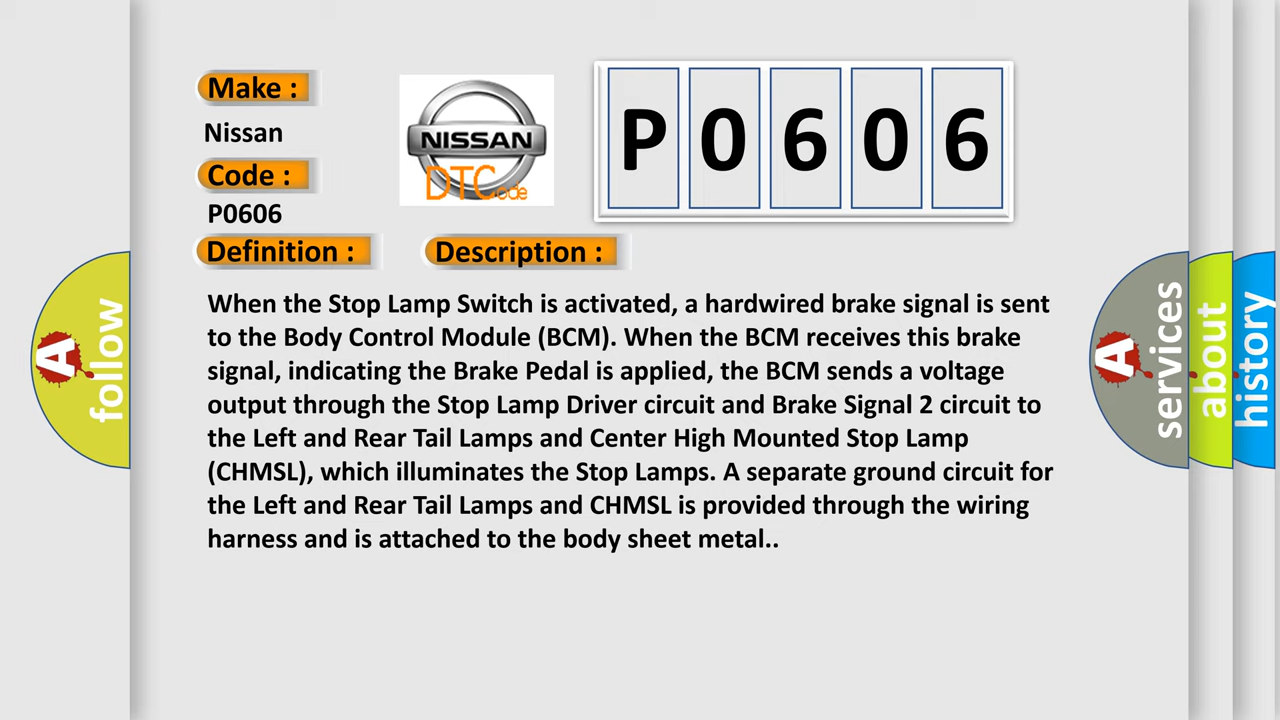 Make :
Nissan
Code :
P0606
Definition :
Description :
NISSAN
DTCode
P0606
When the Stop Lamp Switch is activated, a hardwired brake signal is sent
to the Body Control Module (BCM). When the BCM receives this brake
signal, indicating the Brake Pedal is applied, the BCM sends a voltage
output through the Stop Lamp Driver circuit and Brake Signal 2 circuit to
the Left and Rear Tail Lamps and Center High Mounted Stop Lamp
(CHMSL), which illuminates the Stop Lamps. A separate ground circuit for
the Left and Rear Tail Lamps and CHMSL is provided through the wiring
harness and is attached to the body sheet metal..
A
follow
A
services
about
history